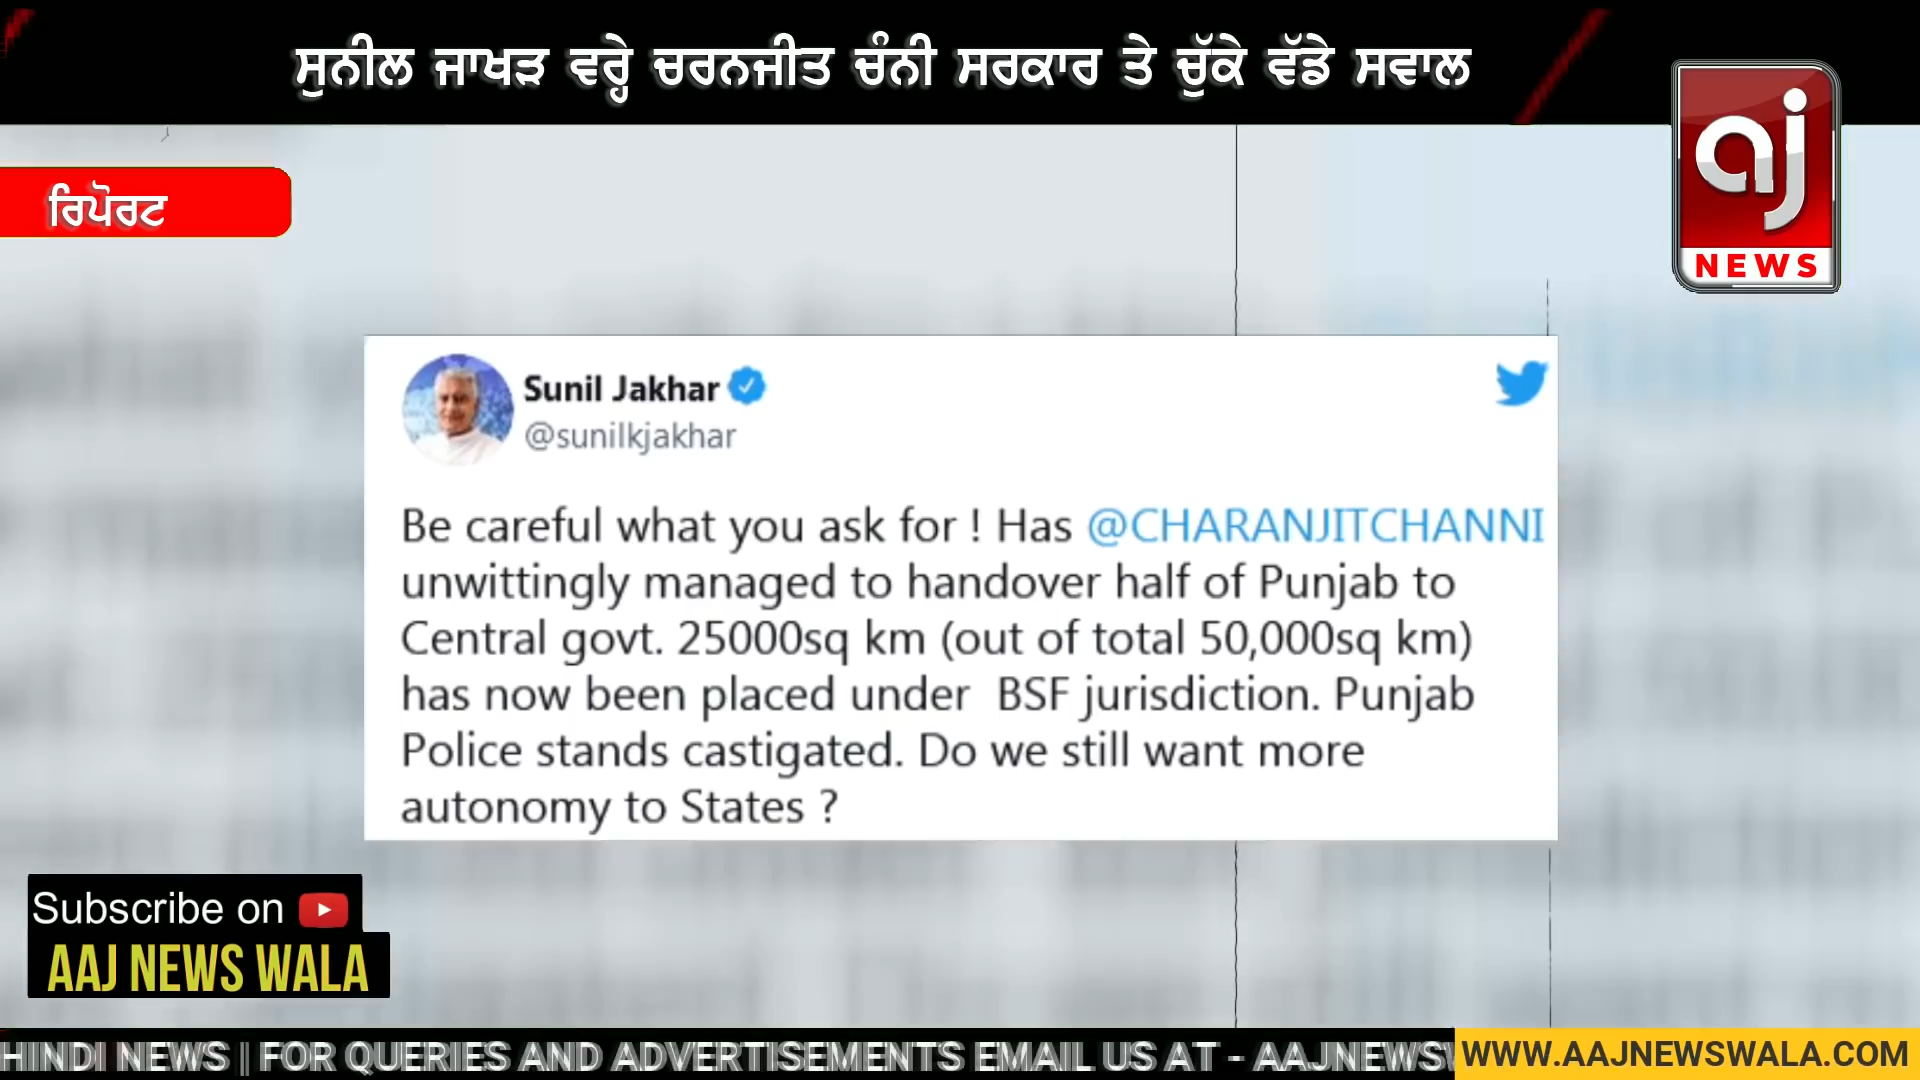 ਸੁਨੀਲ ਜਾਖੜ ਵਰ੍ਹੇ ਚਰਨਜੀਤ ਚੰਨੀ ਸਰਕਾਰ ਤੇ ਚੁੱਕੇ ਵੱਡੇ ਸਵਾਲ
aj
NEWS
ਰਿਪੋਰਟ
Sunil Jakhar
@sunilkjakhar
Be careful what you ask for ! Has @CHARANJITCHANNI
unwittingly managed to handover half of Punjab to
Central govt. 25000sq km (out of total 50,000sq km)
has now been placed under BSF jurisdiction. Punjab
Police stands castigated. Do we still want more
autonomy to States ?
Subscribe on
AAJ NEWS WALA
HINDI NEWS | FOR QUERIES AND ADVERTISEMENTS EMAIL US AT - AAJNEWS
WWW.AAJNEWSWALA.COM